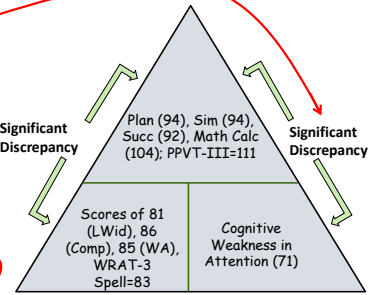 Plan (94), Sim (94),
Succ (92), Math Calc
(104); PPVT-III=111
Significant
Discrepancy
Significant
Discrepancy
Scores of 81
(LWid), 86
(Comp), 85 (WA),
WRAT-3
Spell=83
Cognitive
Weakness in
Attention (71)